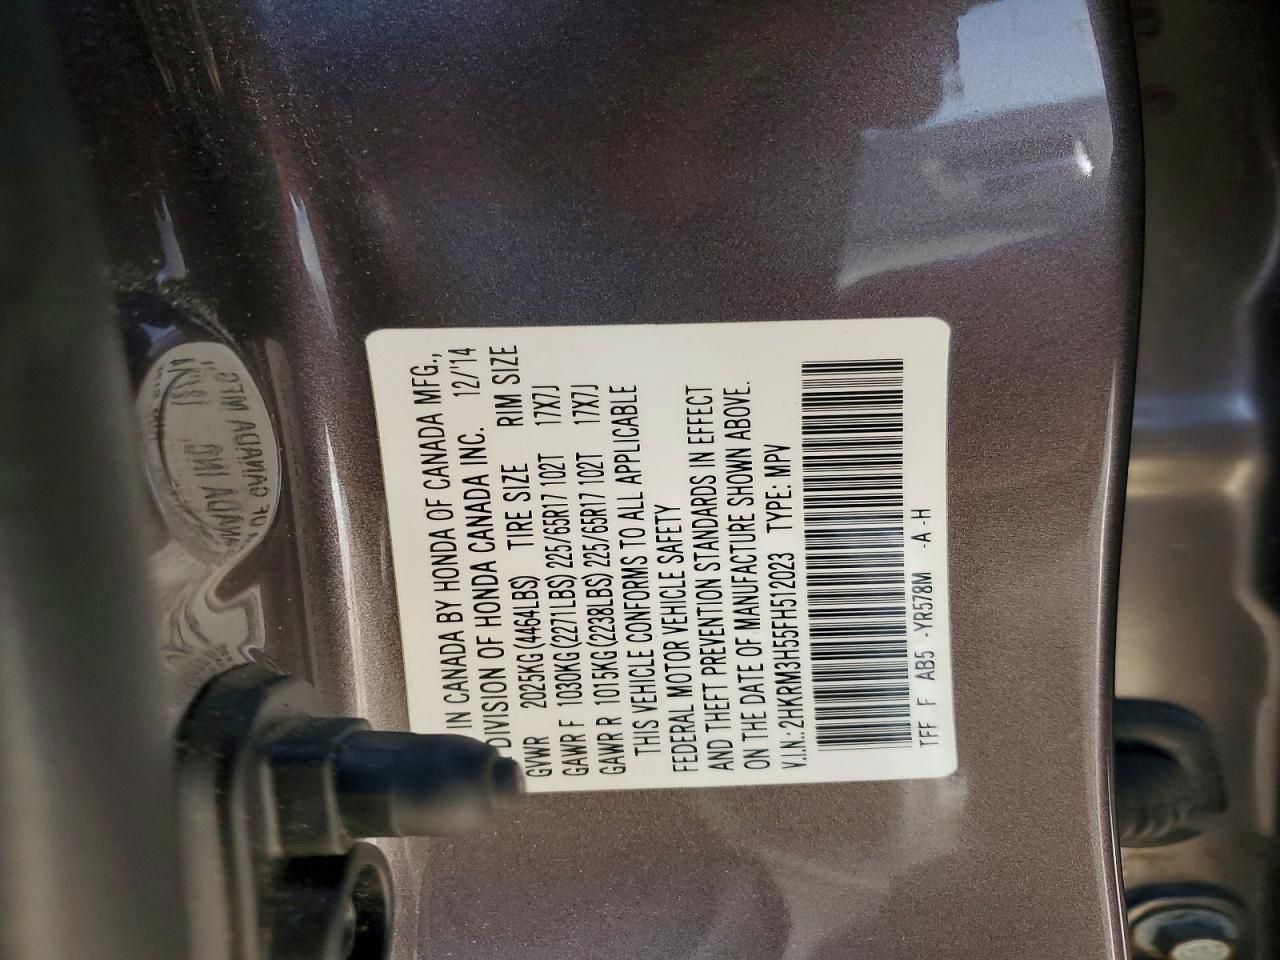 IN CANADA BY HONDA OF CANADA MFG.,
DIVISION OF HONDA CANADA INC. 12/'14
GVWR 2025KG (4464LBS) TIRE SIZE RIM SIZE
GAWR F 1030KG (2271LBS) 225/65R17 102T 17X7J
GAWR R 1015KG (2238LBS) 225/65R17 102T 17X7J
THIS VEHICLE CONFORMS TO ALL APPLICABLE
FEDERAL MOTOR VEHICLE SAFETY
AND THEFT PREVENTION STANDARDS IN EFFECT
ON THE DATE OF MANUFACTURE SHOWN ABOVE.
V.I.N.: 2HKRM3H55FH512023 TYPE: MPV
TFF F AB5 -YR578M -A -H